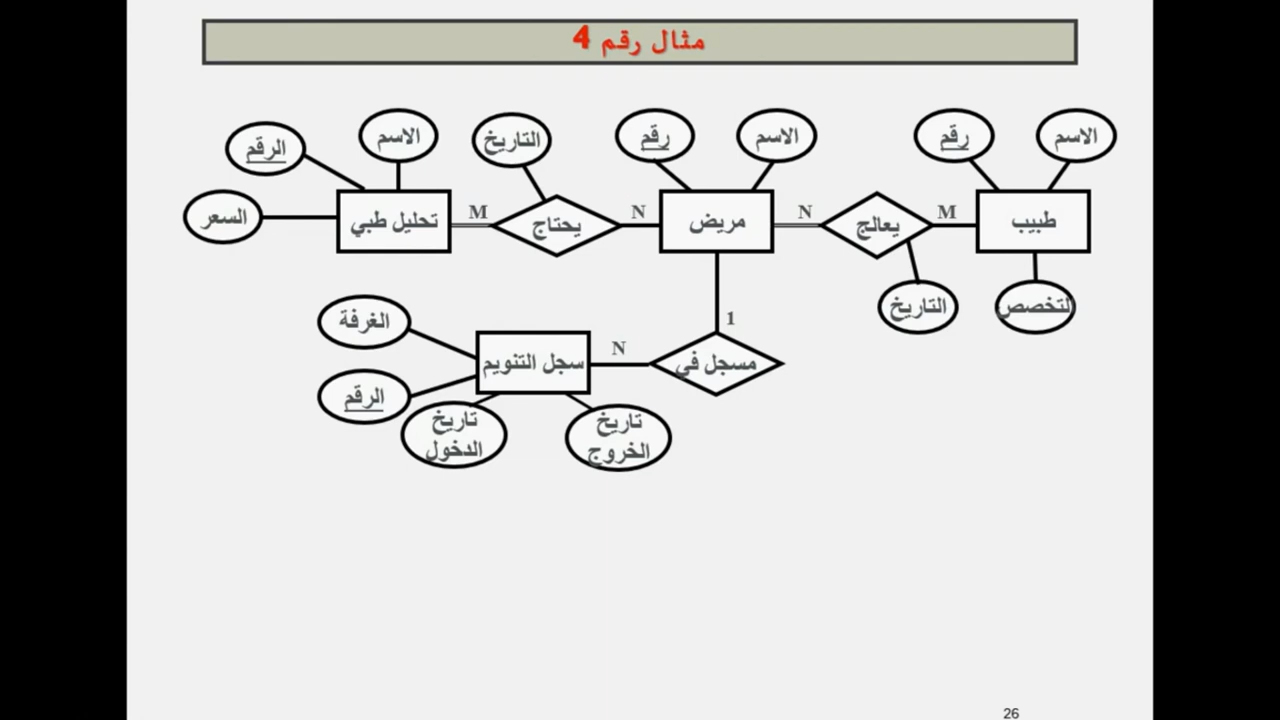 مثال رقم 4
الاسم
رقم
الاسم
رقم
التاريخ
الاسم
الرقم
السعر
طبيب
M
يعالج
N
مريض
N
يحتاج
M
تحليل طبي
التخصص
التاريخ
1
مسجل في
N
سجل التنويم
الغرفة
الرقم
تاريخ
الخروج
تاريخ
الدخول
26